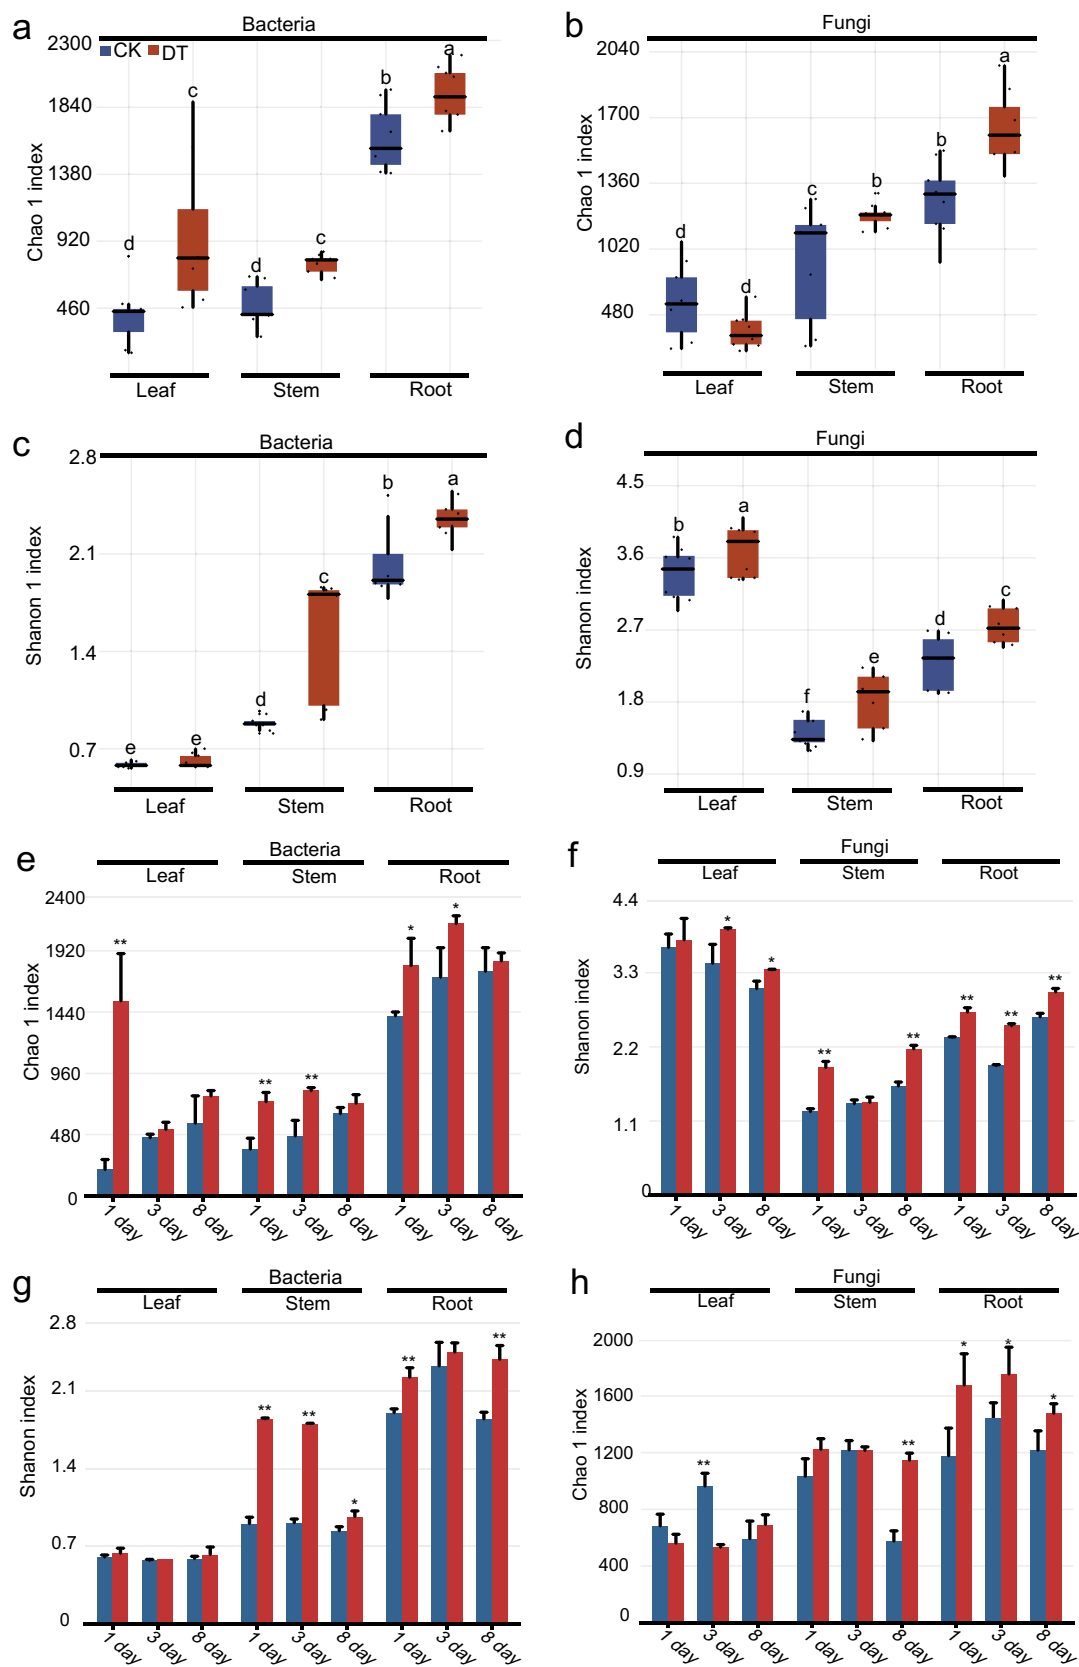 a
Bacteria
2300
CK DT
1840
1380
920
460
Chao 1 index
d
c
d
c
b
a
Leaf
Stem
Root
b
Fungi
2040
1700
1360
1020
480
Chao 1 index
d
d
c
b
b
a
Leaf
Stem
Root
c
Bacteria
2.8
2.1
1.4
0.7
Shanon 1 index
e
e
d
c
b
a
Leaf
Stem
Root
d
Fungi
4.5
3.6
2.7
1.8
0.9
Shanon index
b
a
f
e
d
c
Leaf
Stem
Root
e
Bacteria
Leaf
Stem
Root
2400
1920
1440
960
480
0
Chao 1 index
**
**
**
*
*
1 day
3 day
8 day
1 day
3 day
8 day
1 day
3 day
8 day
f
Fungi
Leaf
Stem
Root
4.4
3.3
2.2
1.1
0
Shanon index
*
*
**
**
**
**
**
1 day
3 day
8 day
1 day
3 day
8 day
1 day
3 day
8 day
g
Bacteria
Leaf
Stem
Root
2.8
2.1
1.4
0.7
0
Shanon index
**
**
*
**
**
1 day
3 day
8 day
1 day
3 day
8 day
1 day
3 day
8 day
h
Fungi
Leaf
Stem
Root
2000
1600
1200
800
400
0
Chao 1 index
**
**
*
*
*
1 day
3 day
8 day
1 day
3 day
8 day
1 day
3 day
8 day